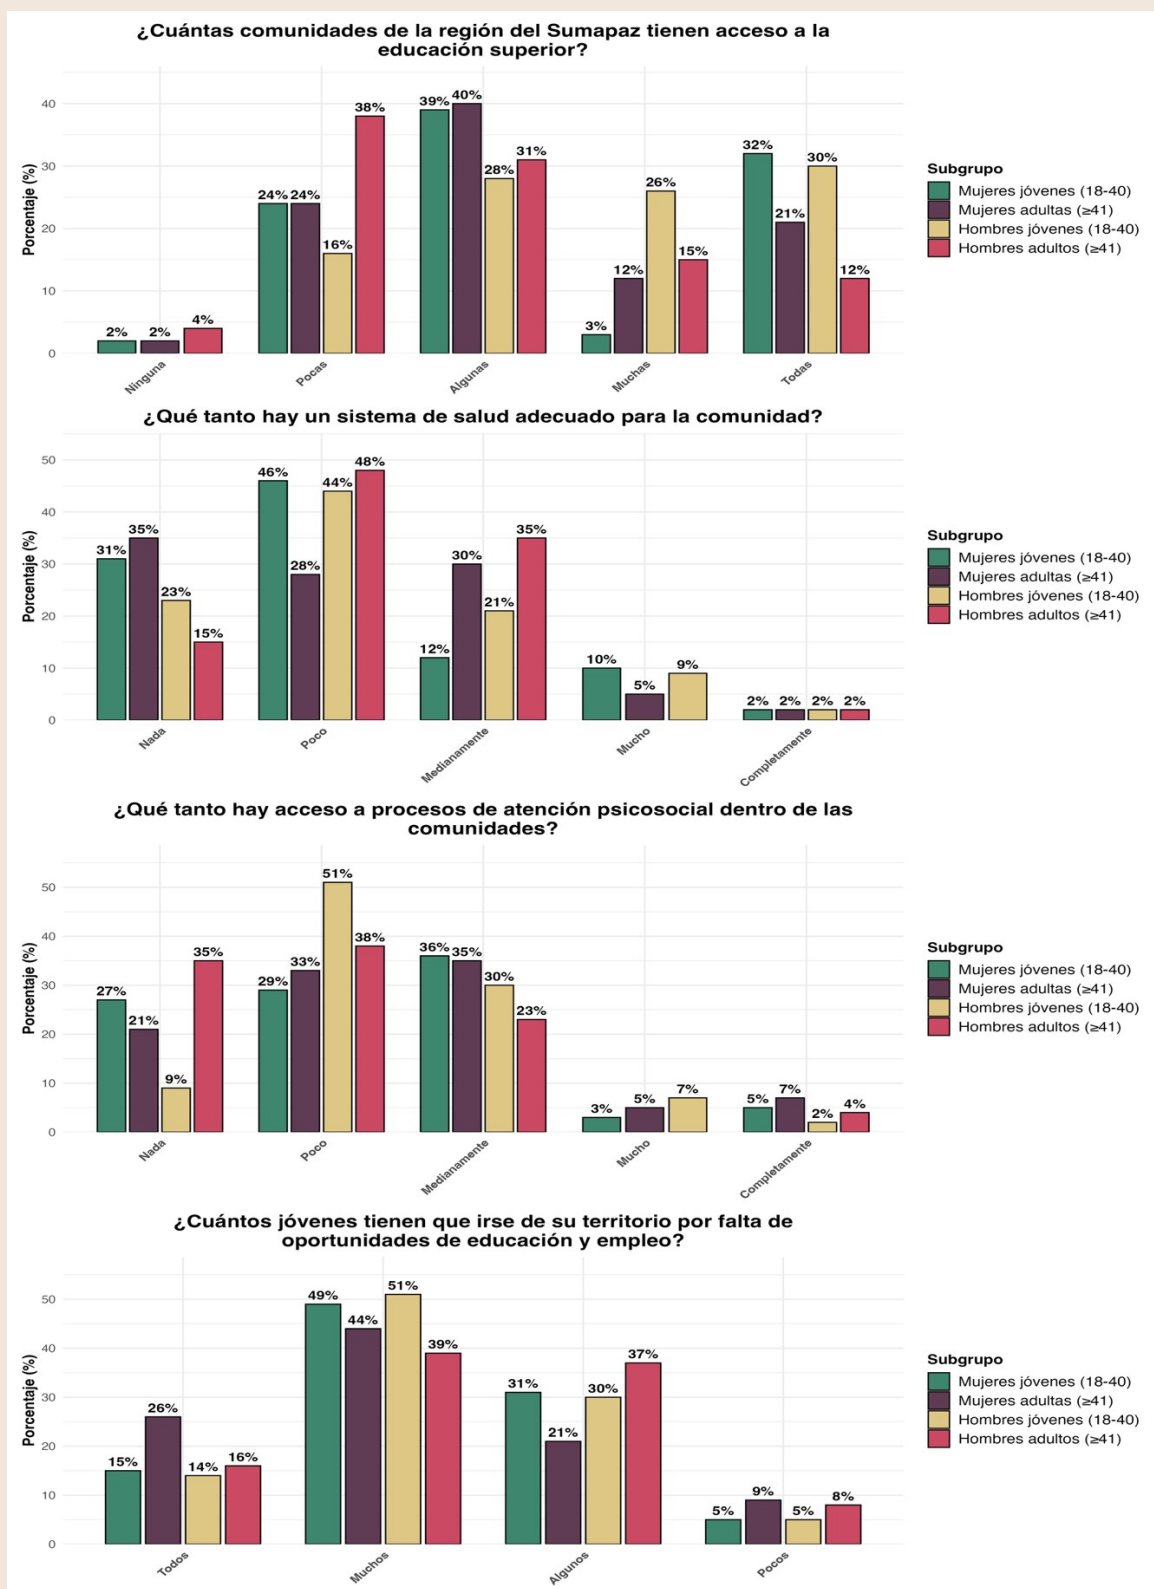 ¿Cuántas comunidades de la región del Sumapaz tienen acceso a la
educación superior?
Porcentaje (%)
40
30
20
10
0
2% 2% 4%
24% 24% 16% 38%
39% 40% 28% 31%
3% 12% 26% 15%
32% 21% 30% 12%
Ninguna
Pocas
Algunas
Muchas
Todas
Subgrupo
Mujeres jóvenes (18-40)
Mujeres adultas (≥41)
Hombres jóvenes (18-40)
Hombres adultos (≥41)
¿Qué tanto hay un sistema de salud adecuado para la comunidad?
Porcentaje (%)
50
40
30
20
10
0
31% 35% 23% 15%
46% 28% 44% 48%
12% 30% 21% 35%
10% 5% 9%
2% 2% 2% 2%
Nada
Poco
Medianamente
Mucho
Completamente
Subgrupo
Mujeres jóvenes (18-40)
Mujeres adultas (≥41)
Hombres jóvenes (18-40)
Hombres adultos (≥41)
¿Qué tanto hay acceso a procesos de atención psicosocial dentro de las
comunidades?
Porcentaje (%)
50
40
30
20
10
0
27% 21% 9% 35%
29% 33% 51% 38%
36% 35% 30% 23%
3% 5% 7%
5% 7% 2% 4%
Nada
Poco
Medianamente
Mucho
Completamente
Subgrupo
Mujeres jóvenes (18-40)
Mujeres adultas (≥41)
Hombres jóvenes (18-40)
Hombres adultos (≥41)
¿Cuántos jóvenes tienen que irse de su territorio por falta de
oportunidades de educación y empleo?
Porcentaje (%)
50
40
30
20
10
0
15% 26% 14% 16%
49% 44% 51% 39%
31% 21% 30% 37%
5% 9% 5% 8%
Todos
Muchos
Algunos
Pocos
Subgrupo
Mujeres jóvenes (18-40)
Mujeres adultas (≥41)
Hombres jóvenes (18-40)
Hombres adultos (≥41)